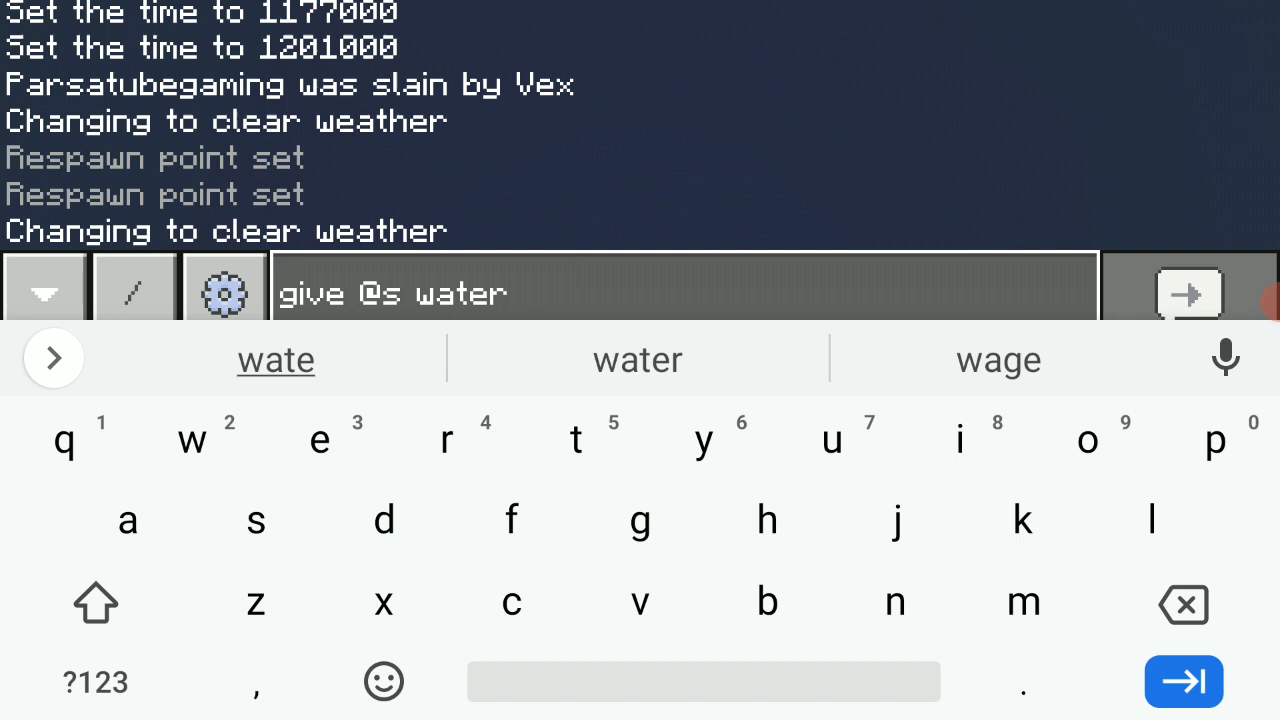 Set the time to 1177000
Set the time to 1201000
Parsatubegaming was slain by Vex
Changing to clear weather
Respawn point set
Respawn point set
Changing to clear weather
/ give @s water
wate water wage
q 1 w 2 e 3 r 4 t 5 y 6 u 7 i 8 o 9 p 0
a s d f g h j k l
z x c v b n m
?123 , .